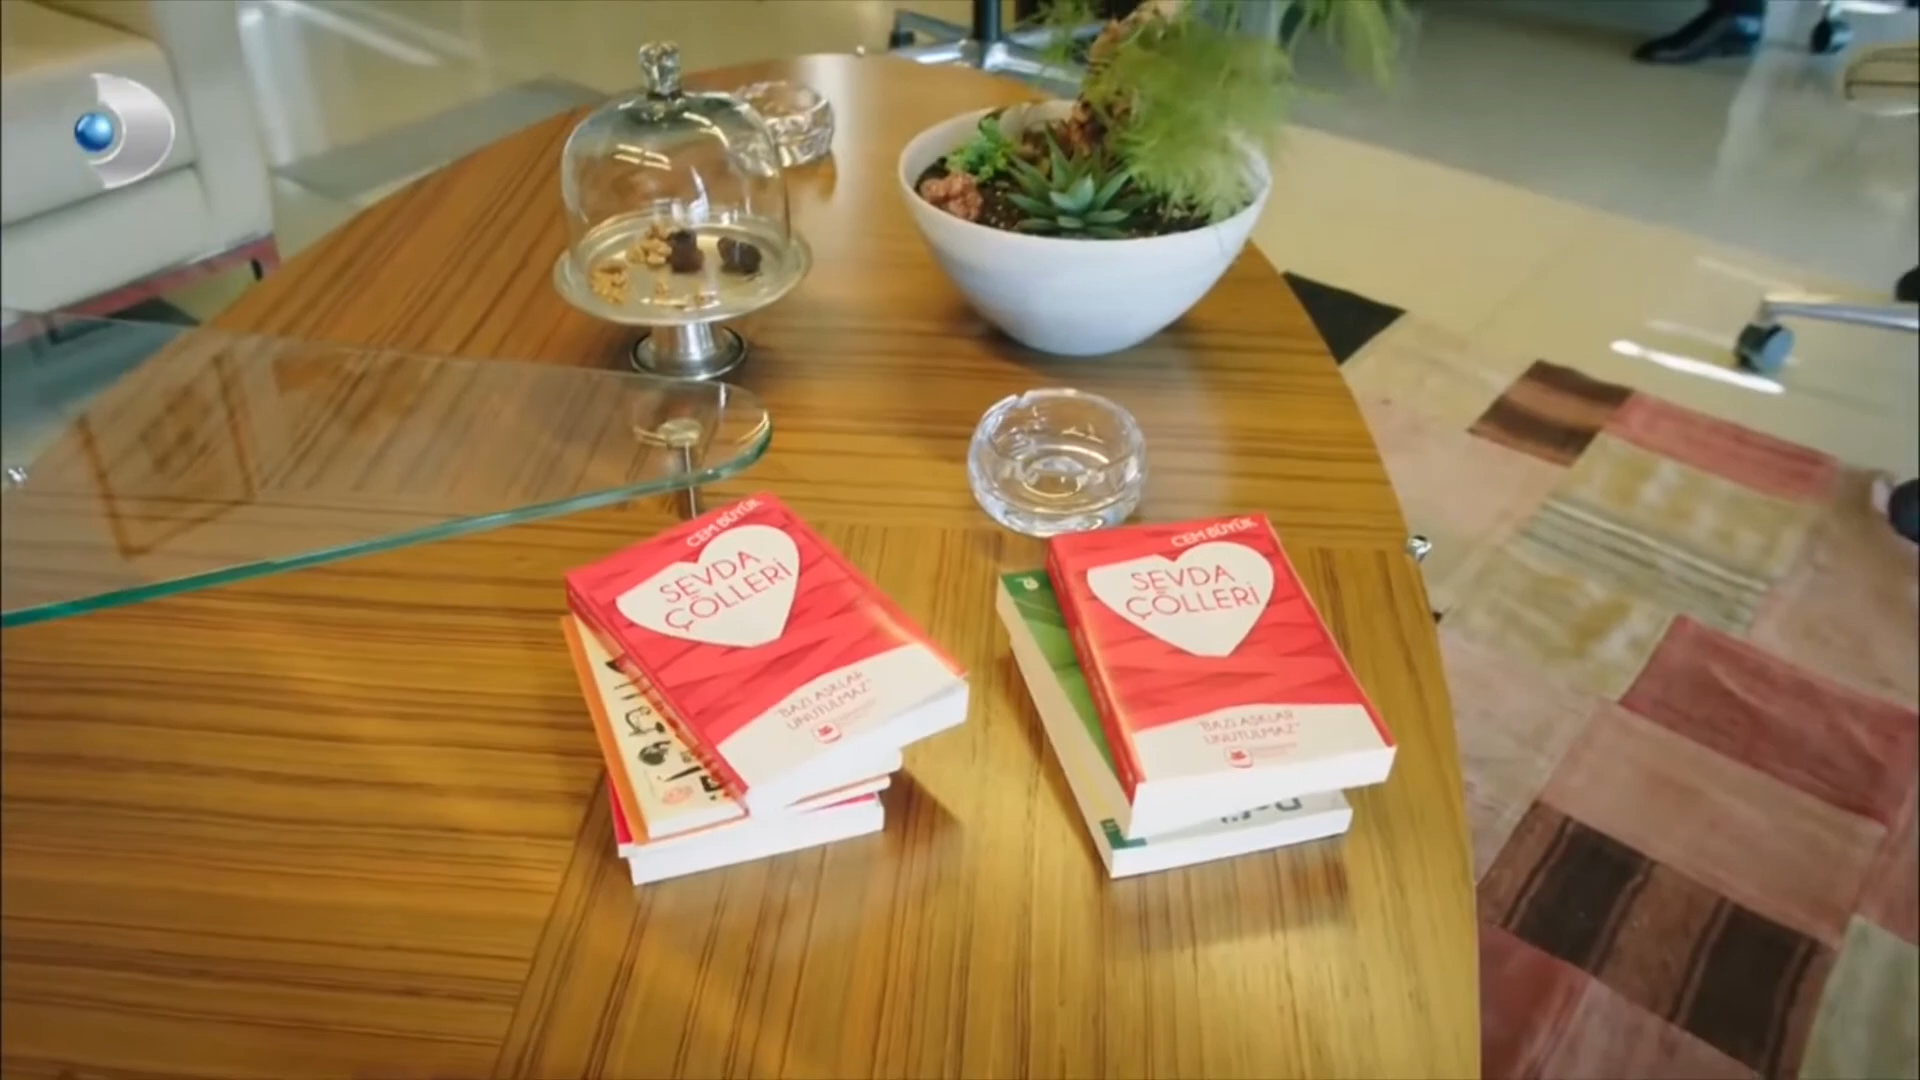 CEM BÜYÜK
SEVDA
ÇÖLLERİ
"BAZI AŞKLAR
UNUTULMAZ"
CEM BÜYÜK
SEVDA
ÇÖLLERİ
"BAZI AŞKLAR
UNUTULMAZ"